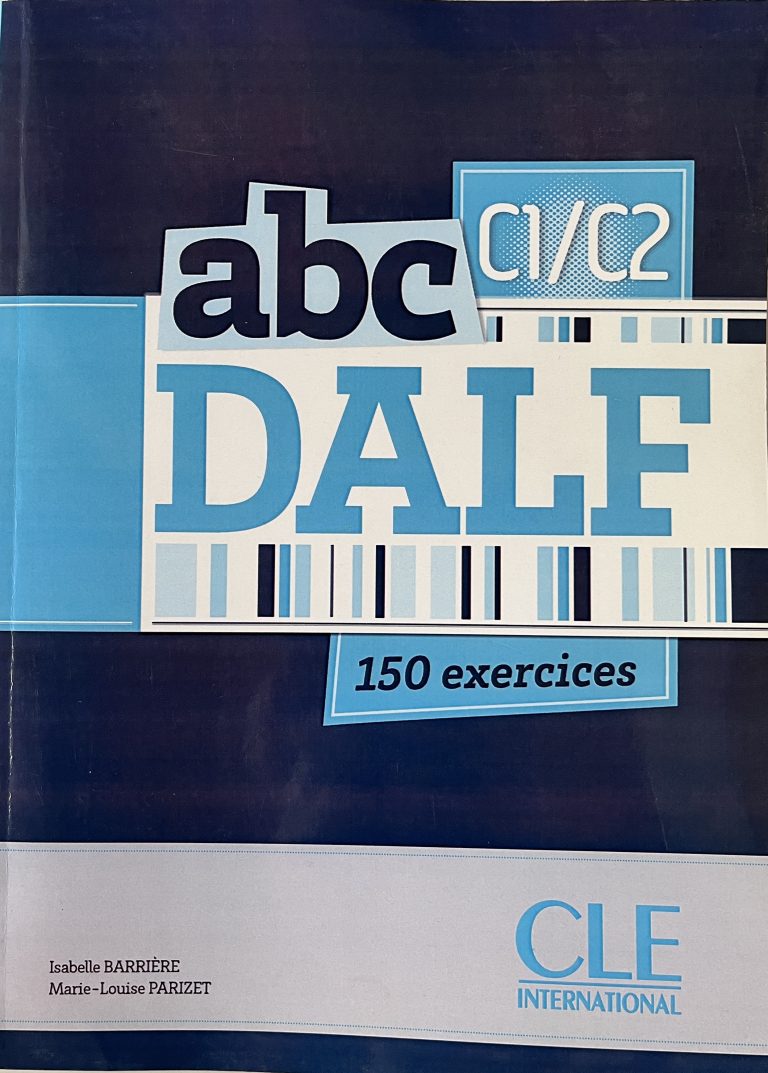 C1/C2
abc
DALF
150 exercices
Isabelle BARRIÈRE
Marie-Louise PARIZET
CLE
INTERNATIONAL